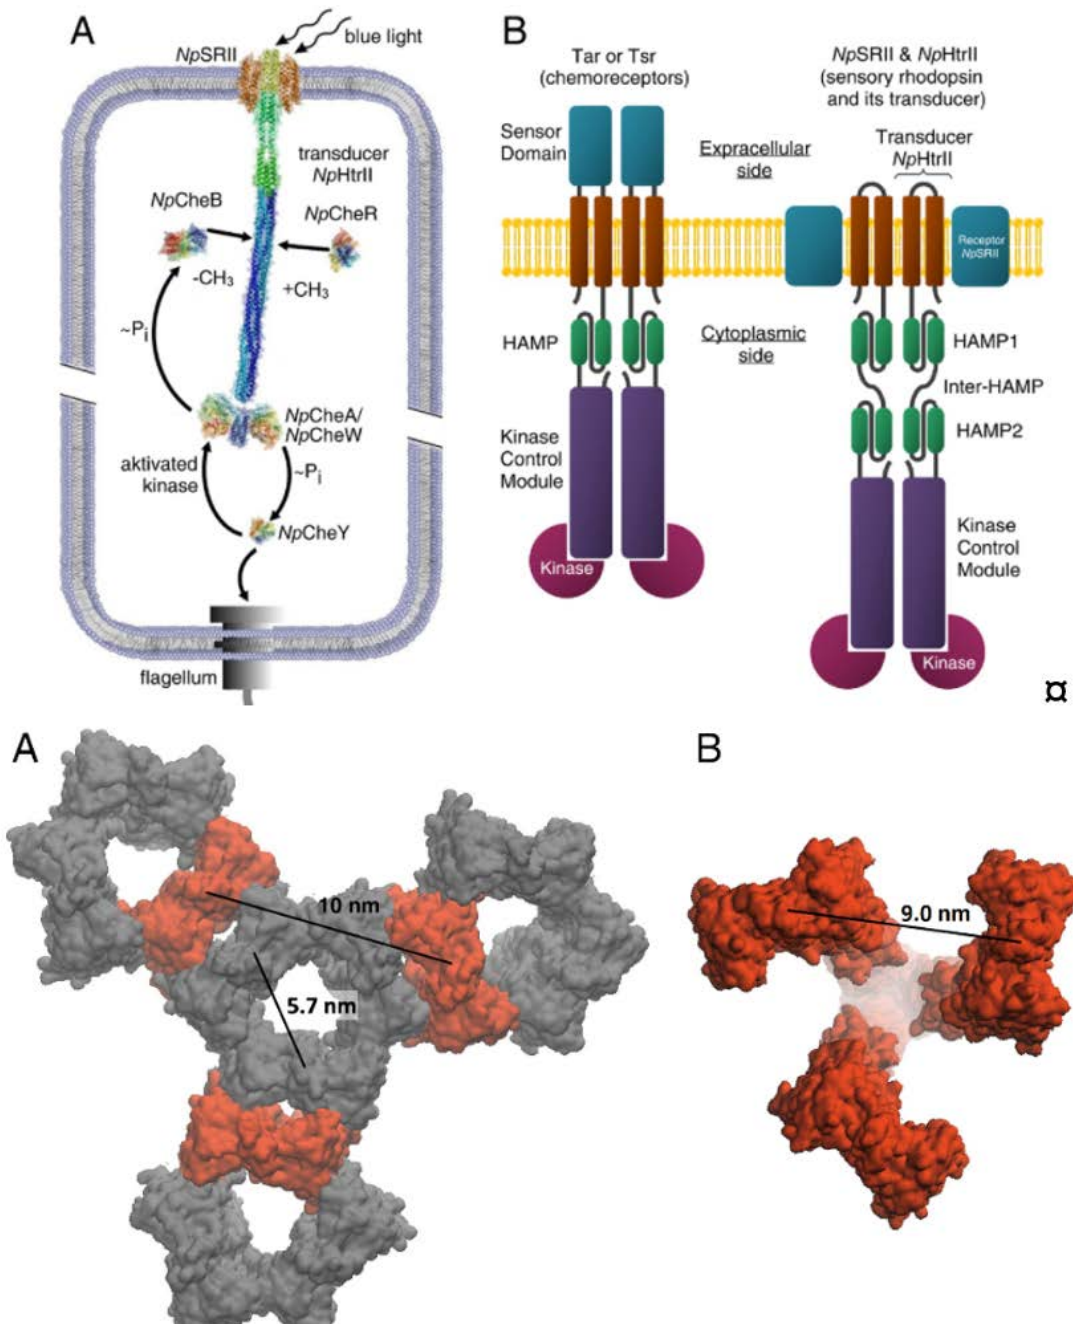 A
NpSRII
blue light
transducer
NpHtrII
NpCheB
NpCheR
-CH₃
+CH₃
~Pᵢ
NpCheA/
NpCheW
aktivated
kinase
~Pᵢ
NpCheY
flagellum
B
Tar or Tsr
(chemoreceptors)
NpSRII & NpHtrII
(sensory rhodopsin
and its transducer)
Sensor
Domain
Expracellular
side
Transducer
NpHtrII
Receptor
NpSRII
HAMP
Cytoplasmic
side
HAMP1
Inter-HAMP
HAMP2
Kinase
Control
Module
Kinase
Kinase
Control
Module
Kinase
¤
A
10 nm
5.7 nm
B
9.0 nm